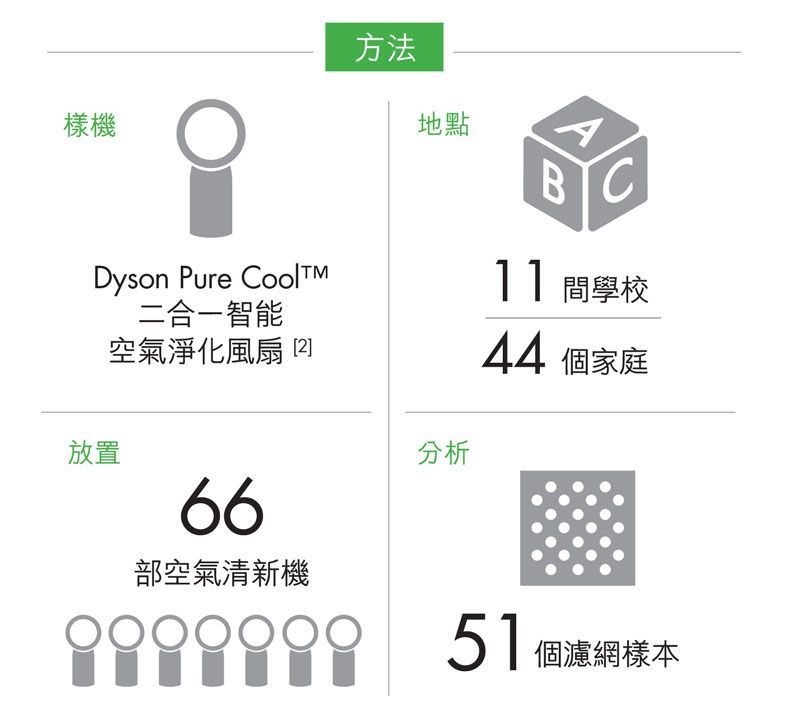 方法
樣機
Dyson Pure Cool™
二合一智能
空氣淨化風扇 [2]
地點
A
B C
11 間學校
44 個家庭
放置
66
部空氣清新機
分析
51 個濾網樣本